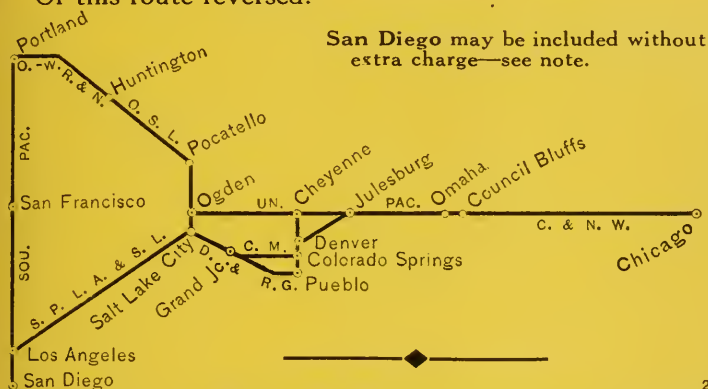 Or this route reversed.
San Diego may be included without
extra charge—see note.
Portland
O.-W. R. & N.
Huntington
O. S. L.
Pocatello
PAC.
San Francisco
SOU.
Ogden
UN.
Cheyenne
Julesburg
PAC.
Omaha
Council Bluffs
C. & N. W.
Chicago
Denver
C. M.
Colorado Springs
D. &
R. G.
Pueblo
Grand Jc.
Salt Lake City
S. P. L. A. & S. L.
Los Angeles
San Diego
2